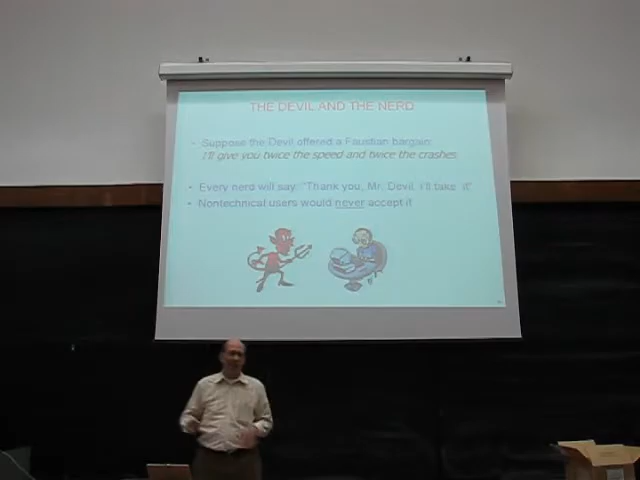 THE DEVIL AND THE NERD
• Suppose the Devil offered a Faustian bargain:
I'll give you twice the speed and twice the crashes
• Every nerd will say: "Thank you, Mr. Devil, I'll take it"
• Nontechnical users would never accept it